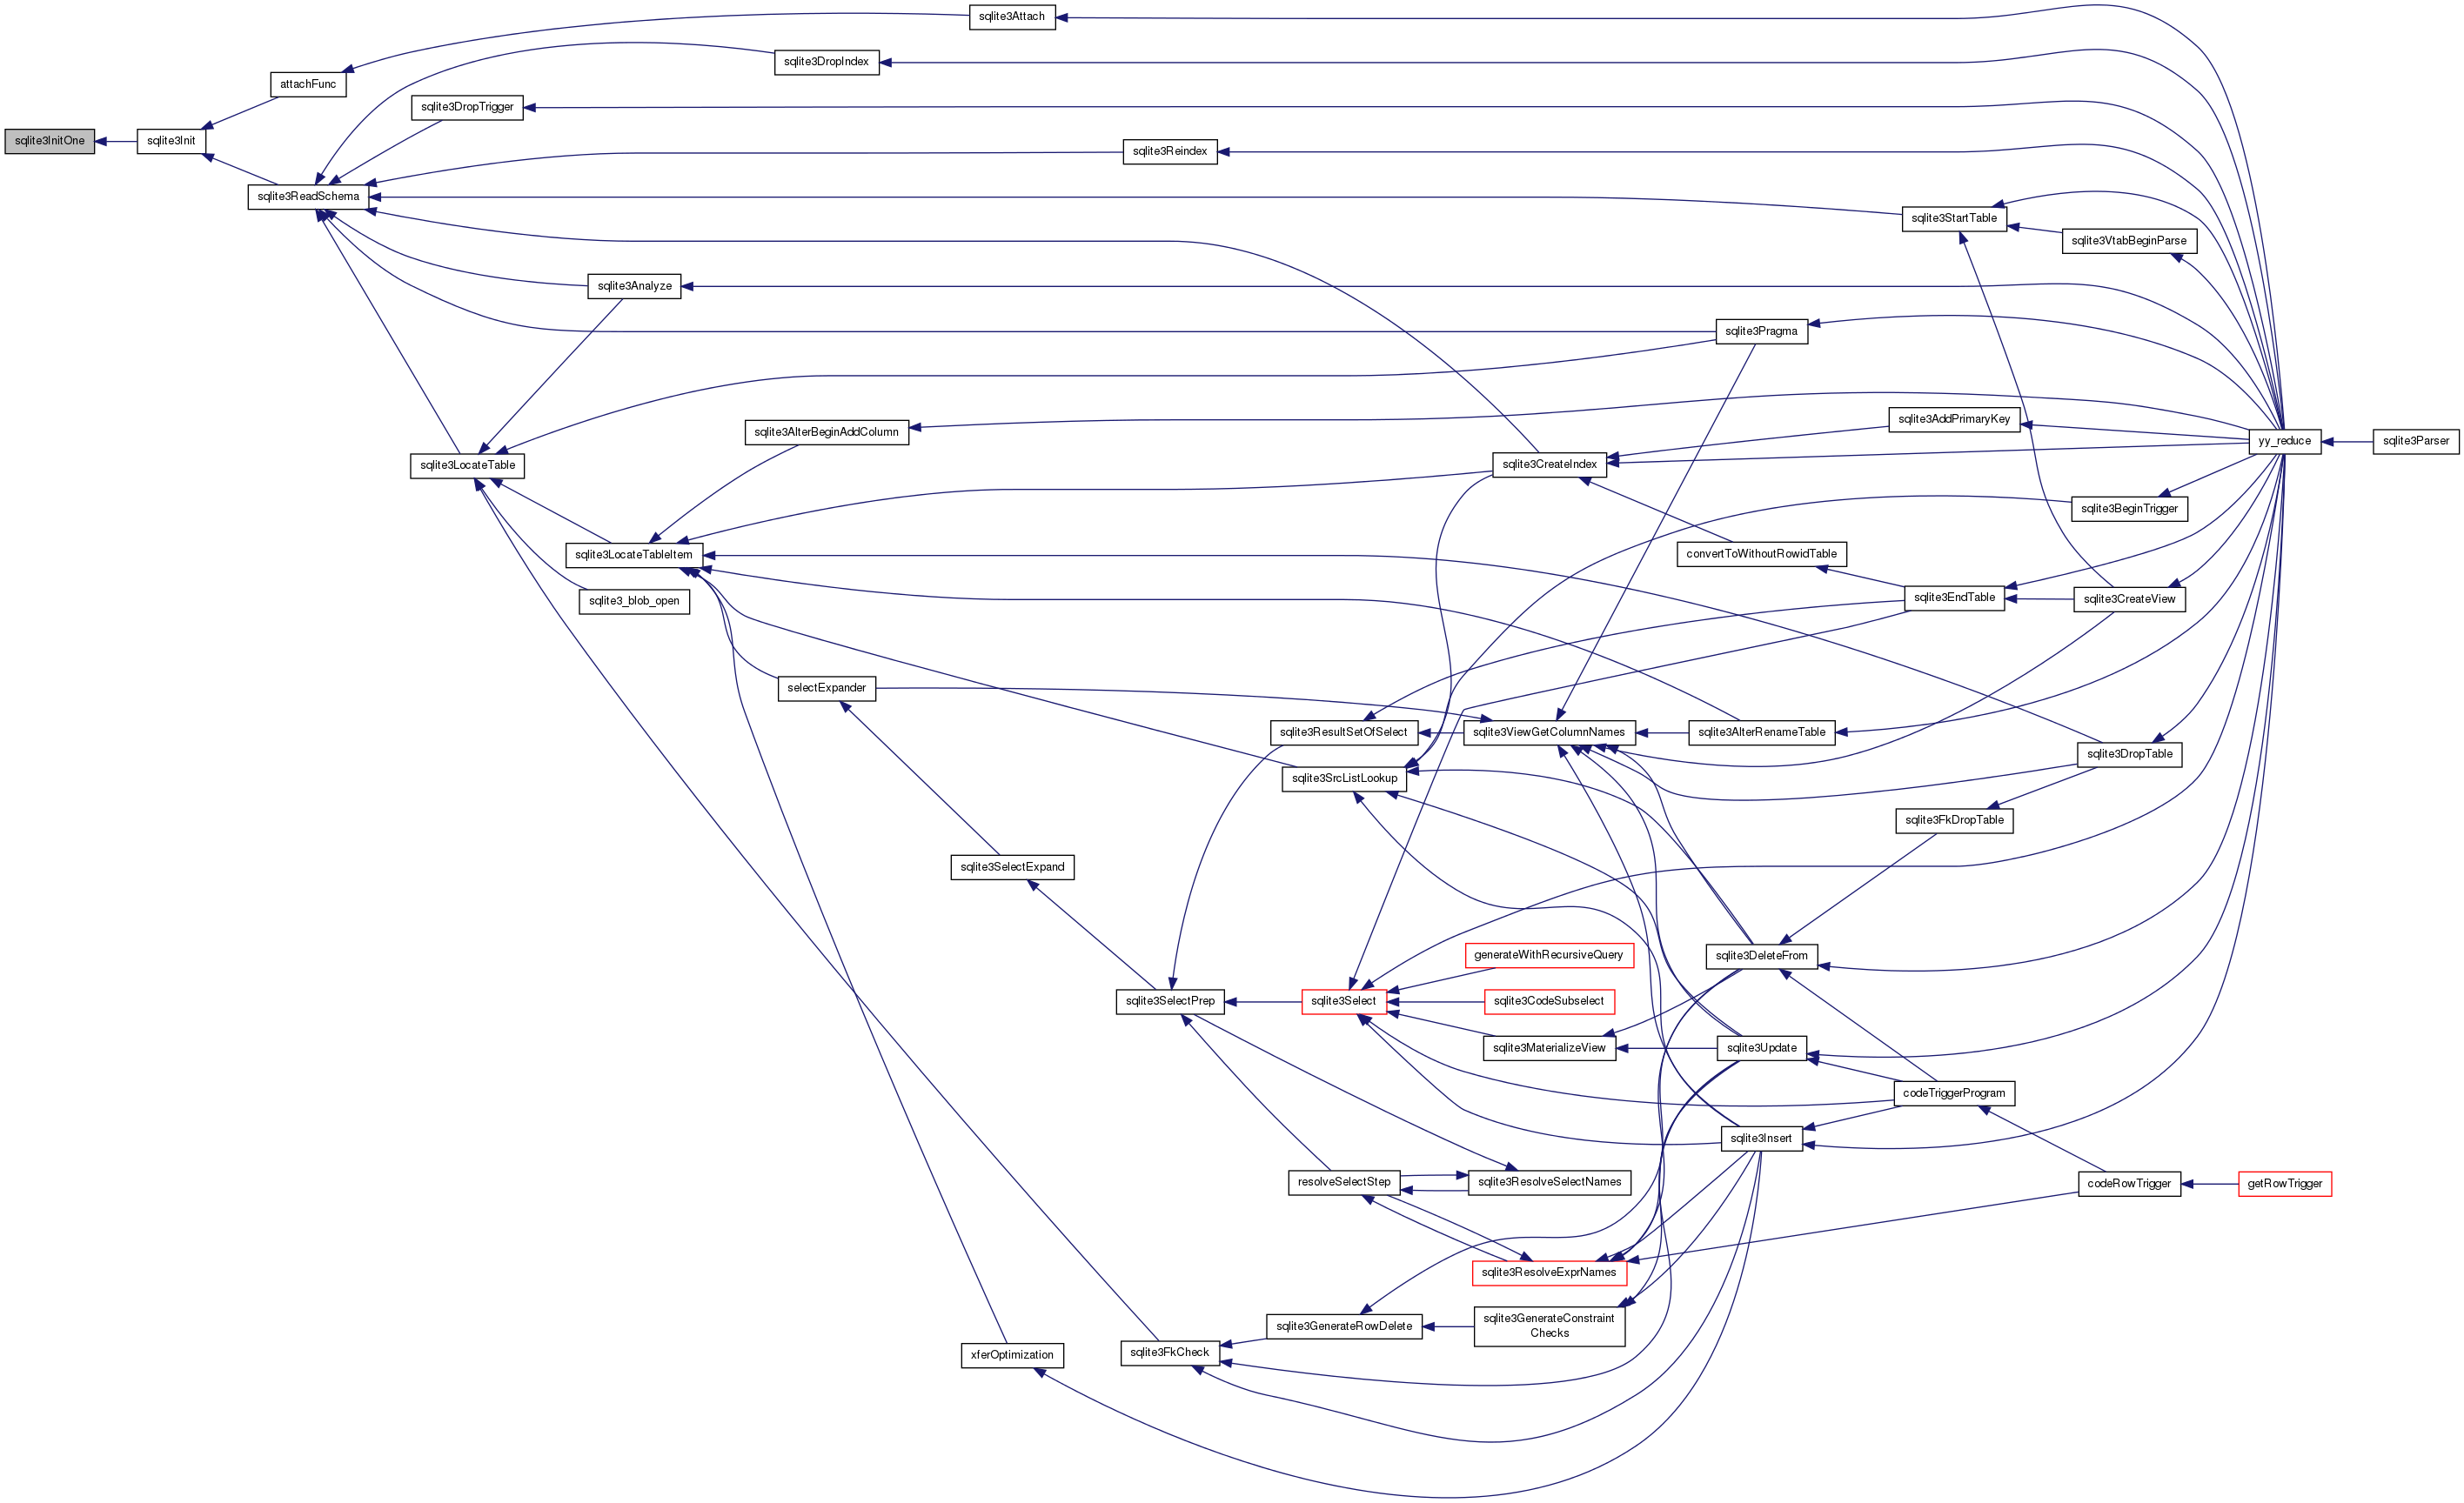 sqlite3Attach
sqlite3DropIndex
attachFunc
sqlite3DropTrigger
sqlite3InitOne
sqlite3Init
sqlite3Reindex
sqlite3ReadSchema
sqlite3StartTable
sqlite3VtabBeginParse
sqlite3Analyze
sqlite3Pragma
sqlite3AddPrimaryKey
sqlite3AlterBeginAddColumn
yy_reduce
sqlite3Parser
sqlite3LocateTable
sqlite3CreateIndex
sqlite3BeginTrigger
sqlite3LocateTableItem
convertToWithoutRowidTable
sqlite3_blob_open
sqlite3EndTable
sqlite3CreateView
selectExpander
sqlite3ResultSetOfSelect
sqlite3ViewGetColumnNames
sqlite3AlterRenameTable
sqlite3DropTable
sqlite3SrcListLookup
sqlite3FkDropTable
sqlite3SelectExpand
generateWithRecursiveQuery
sqlite3DeleteFrom
sqlite3SelectPrep
sqlite3Select
sqlite3CodeSubselect
sqlite3MaterializeView
sqlite3Update
codeTriggerProgram
sqlite3Insert
resolveSelectStep
sqlite3ResolveSelectNames
codeRowTrigger
getRowTrigger
sqlite3ResolveExprNames
sqlite3GenerateRowDelete
sqlite3GenerateConstraint
Checks
xferOptimization
sqlite3FkCheck